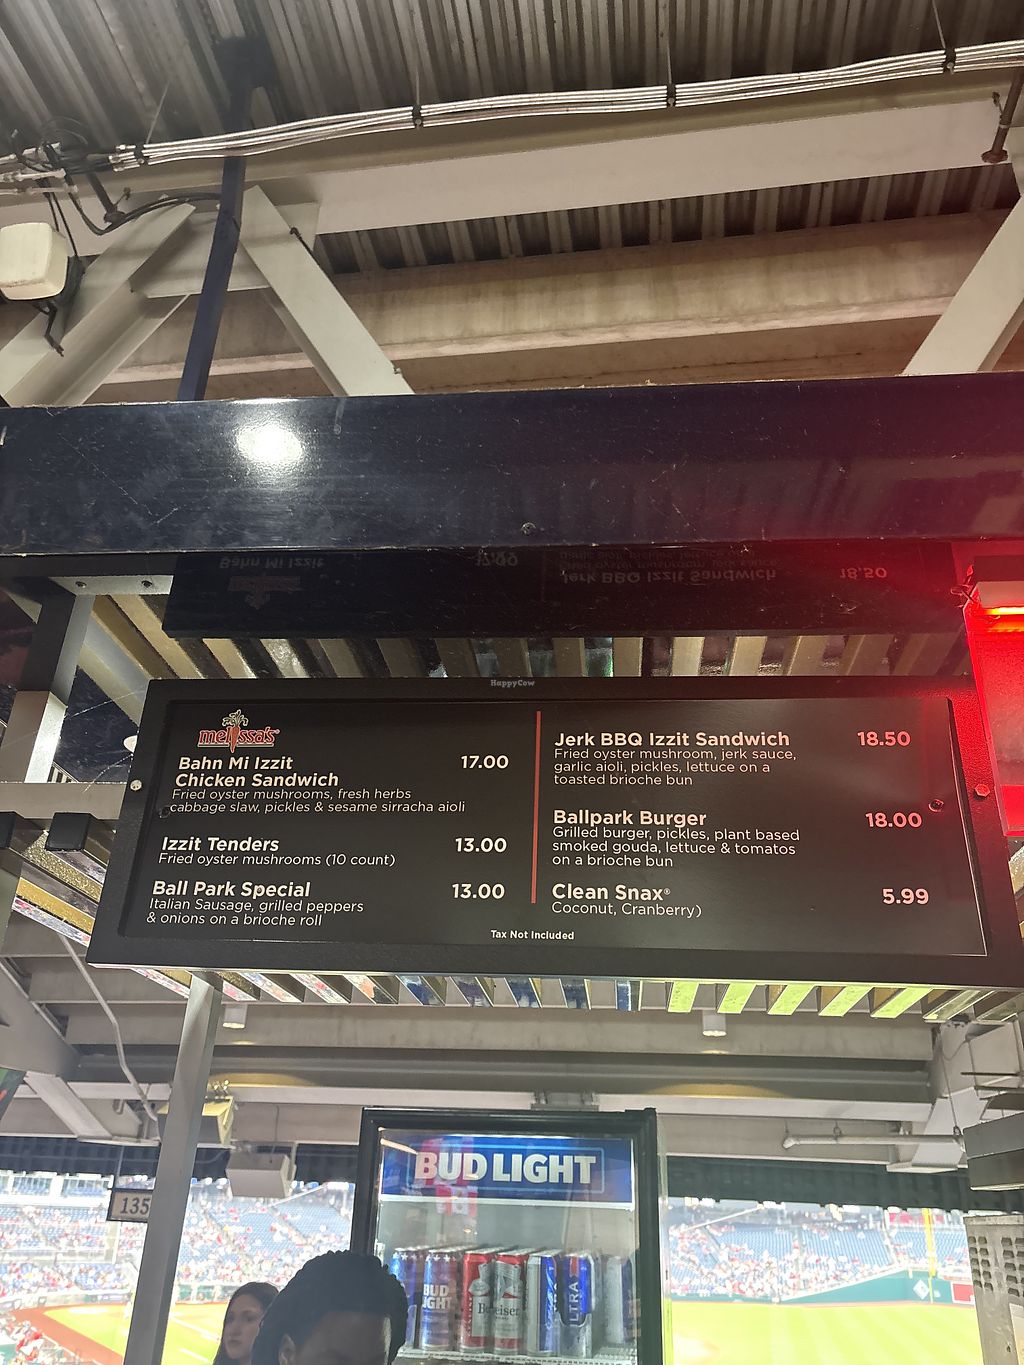 HappyCow
melissa's
Bahn Mi Izzit
Chicken Sandwich
17.00
Fried oyster mushrooms, fresh herbs
cabbage slaw, pickles & sesame sirracha aioli
Izzit Tenders
13.00
Fried oyster mushrooms (10 count)
Ball Park Special
13.00
Italian Sausage, grilled peppers
& onions on a brioche roll
Jerk BBQ Izzit Sandwich
18.50
Fried oyster mushroom, jerk sauce,
garlic aioli, pickles, lettuce on a
toasted brioche bun
Ballpark Burger
18.00
Grilled burger, pickles, plant based
smoked gouda, lettuce & tomatos
on a brioche bun
Clean Snax®
5.99
Coconut, Cranberry)
Tax Not Included
BUD LIGHT
135
BUD
LIGHT
Budweiser
ULTRA